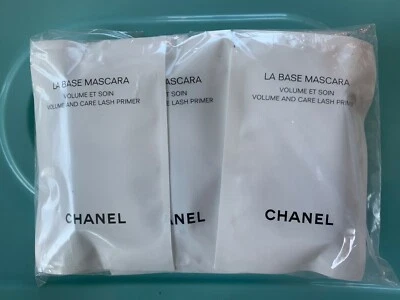 LA BASE MASCARA
VOLUME ET SOIN
VOLUME AND CARE LASH PRIMER
CHANEL
LA BASE MASCARA
VOLUME ET SOIN
VOLUME AND CARE LASH PRIMER
CHANEL
NEL